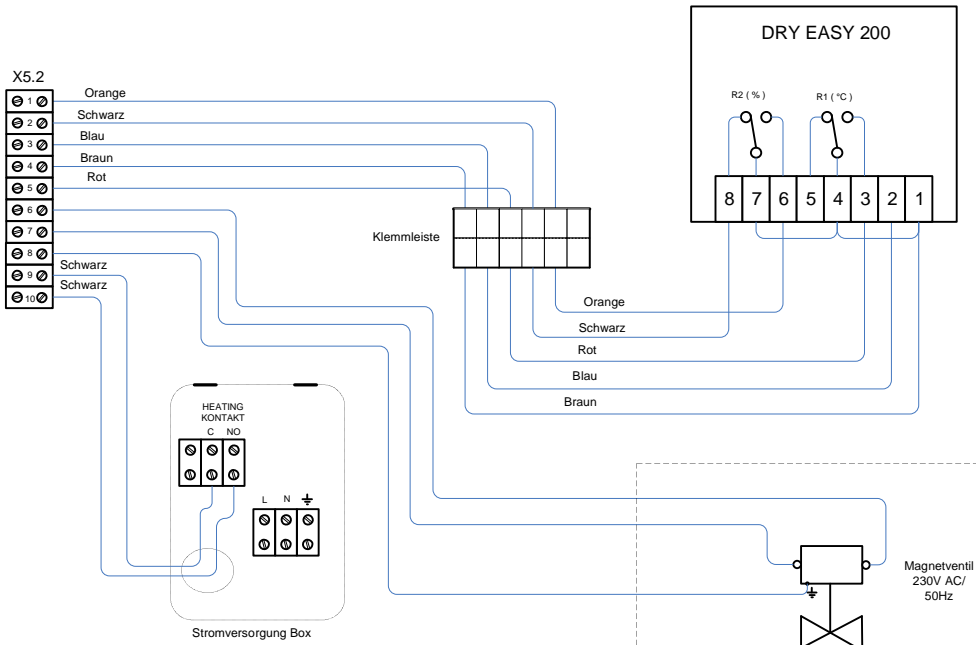 DRY EASY 200
X5.2
R2 ( % )
R1 ( °C )
1
2
3
4
5
6
7
8
9
10
Orange
Schwarz
Blau
Braun
Rot
Schwarz
Schwarz
8 7 6 5 4 3 2 1
Klemmleiste
Orange
Schwarz
Rot
Blau
Braun
HEATING
KONTAKT
C NO
L N
Stromversorgung Box
Magnetventil
230V AC/
50Hz